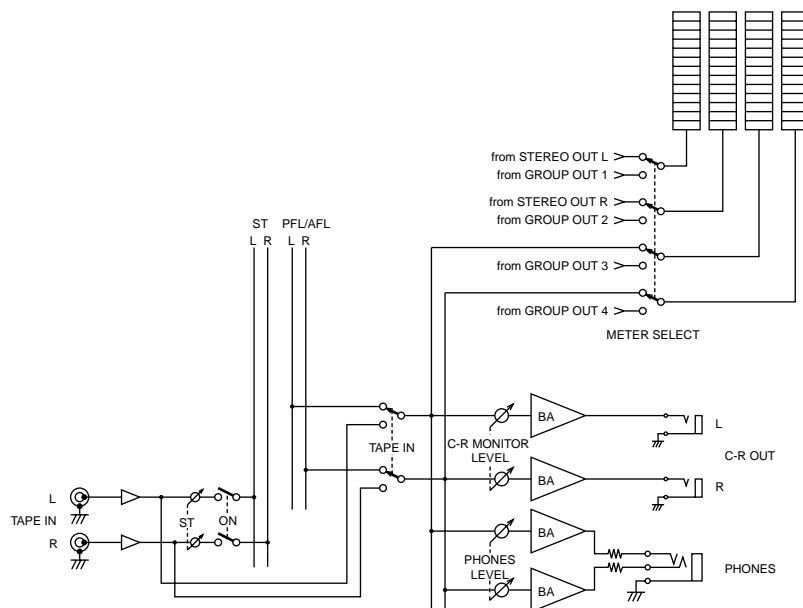 from STEREO OUT L
from GROUP OUT 1
from STEREO OUT R
from GROUP OUT 2
ST PFL/AFL
L R L R
from GROUP OUT 3
from GROUP OUT 4
METER SELECT
BA
L
TAPE IN
C-R MONITOR
LEVEL
C-R OUT
BA
R
L
TAPE IN
ST
ON
R
BA
PHONES
LEVEL
PHONES
BA